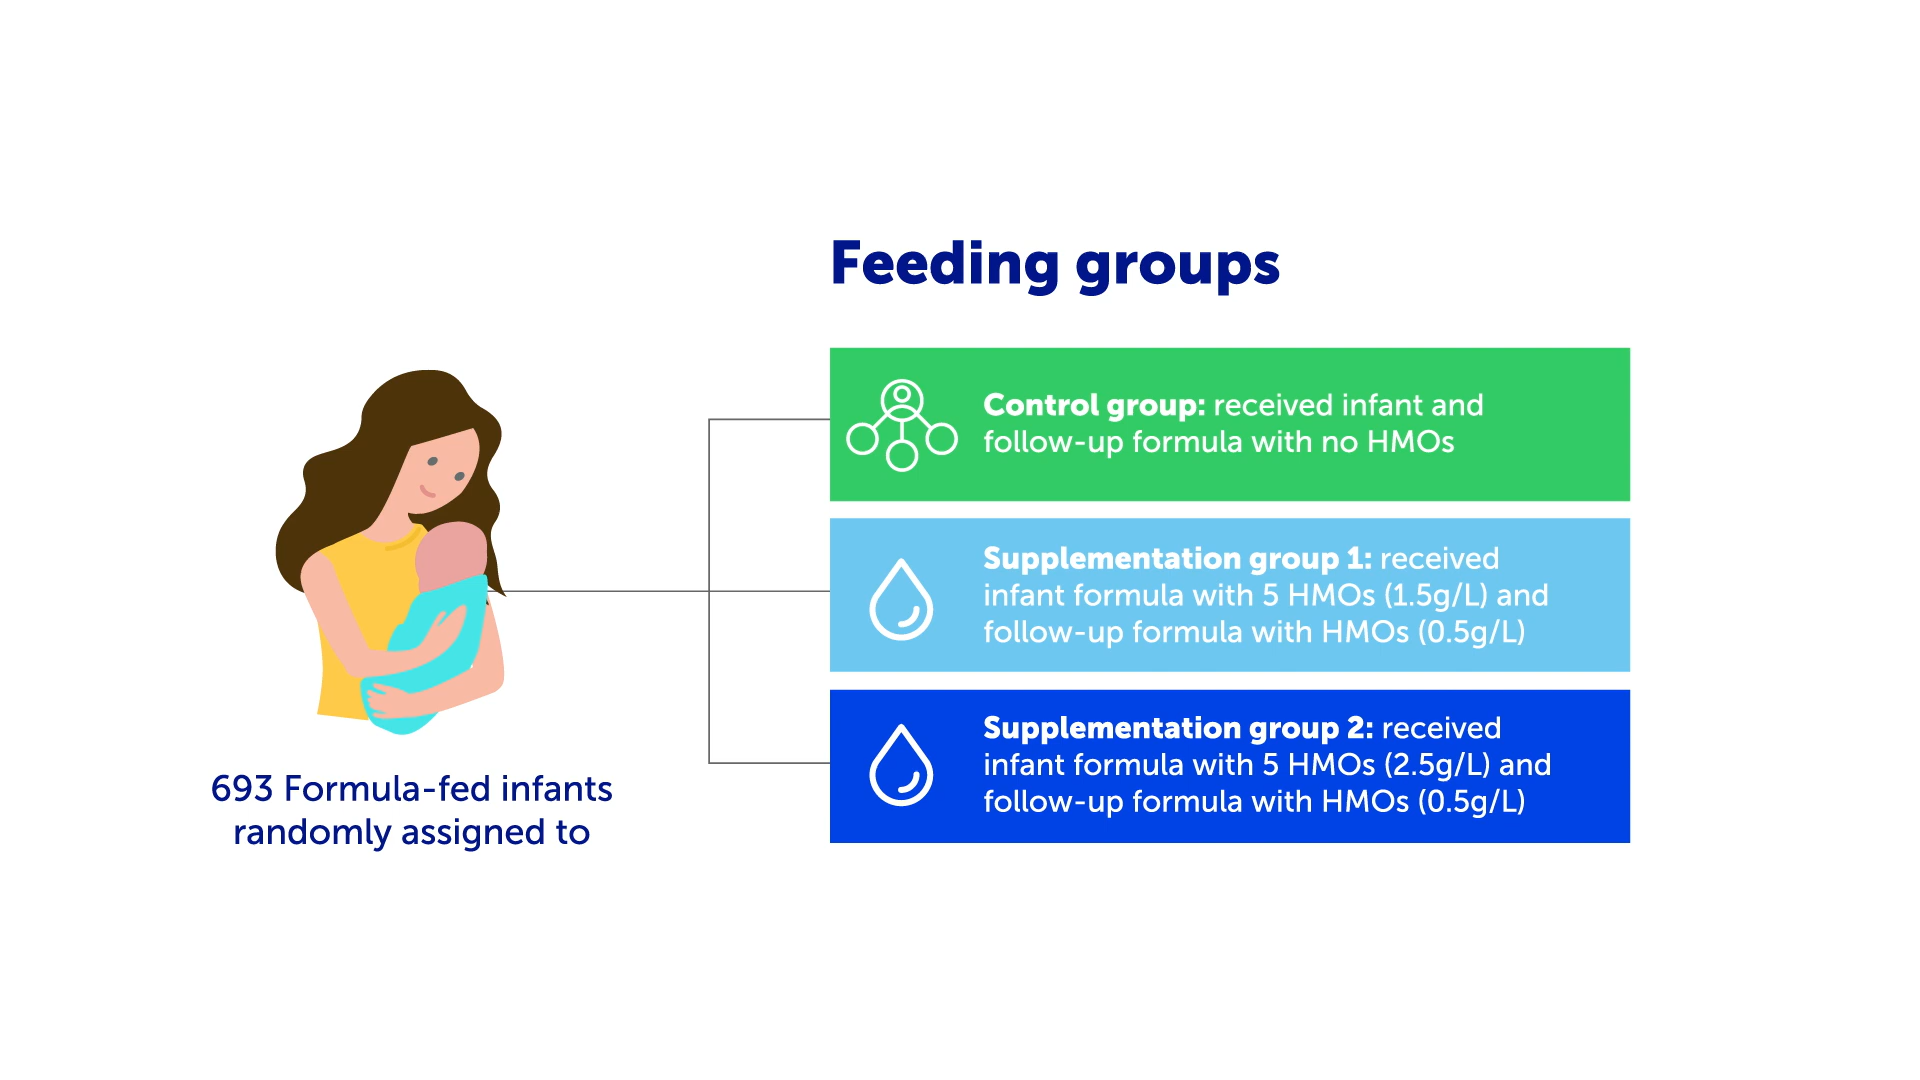 Feeding groups
Control group: received infant and
follow-up formula with no HMOs
Supplementation group 1: received
infant formula with 5 HMOs (1.5g/L) and
follow-up formula with HMOs (0.5g/L)
Supplementation group 2: received
infant formula with 5 HMOs (2.5g/L) and
follow-up formula with HMOs (0.5g/L)
693 Formula-fed infants
randomly assigned to